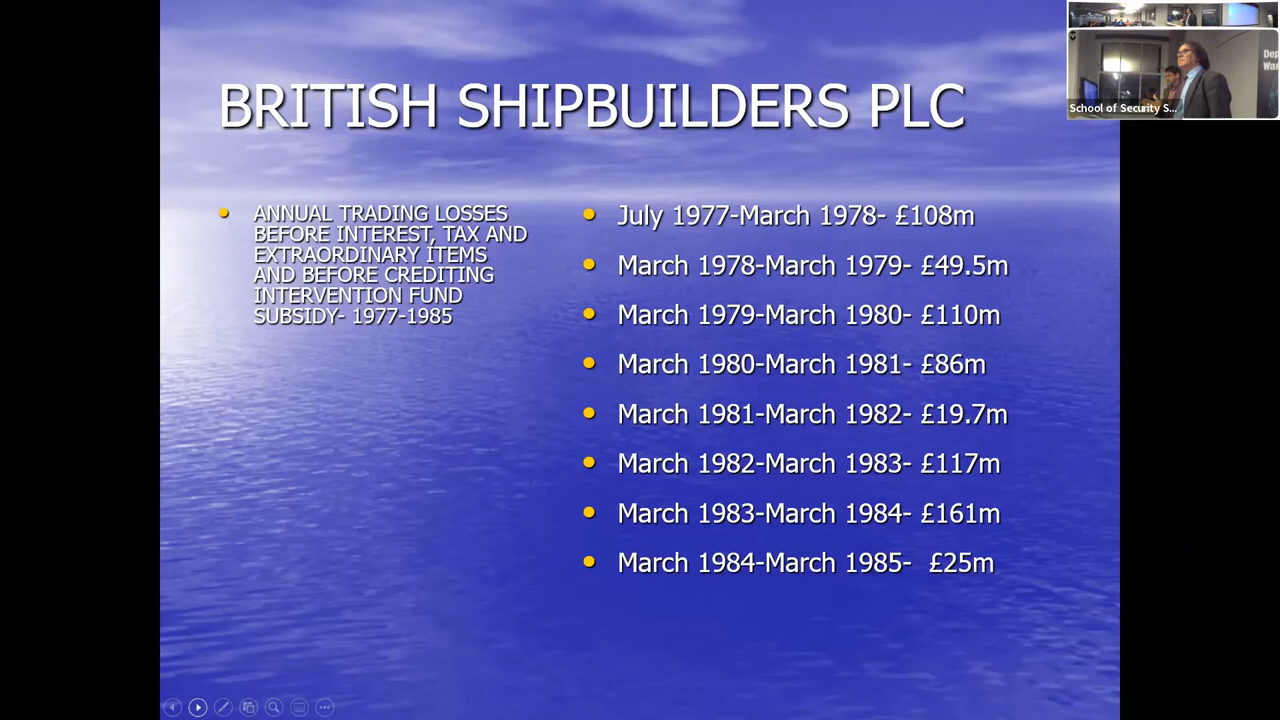 BRITISH SHIPBUILDERS PLC
ANNUAL TRADING LOSSES
BEFORE INTEREST, TAX AND
EXTRAORDINARY ITEMS
AND BEFORE CREDITING
INTERVENTION FUND
SUBSIDY- 1977-1985
July 1977-March 1978- £108m
March 1978-March 1979- £49.5m
March 1979-March 1980- £110m
March 1980-March 1981- £86m
March 1981-March 1982- £19.7m
March 1982-March 1983- £117m
March 1983-March 1984- £161m
March 1984-March 1985- £25m
Dep
War
School of Security S...